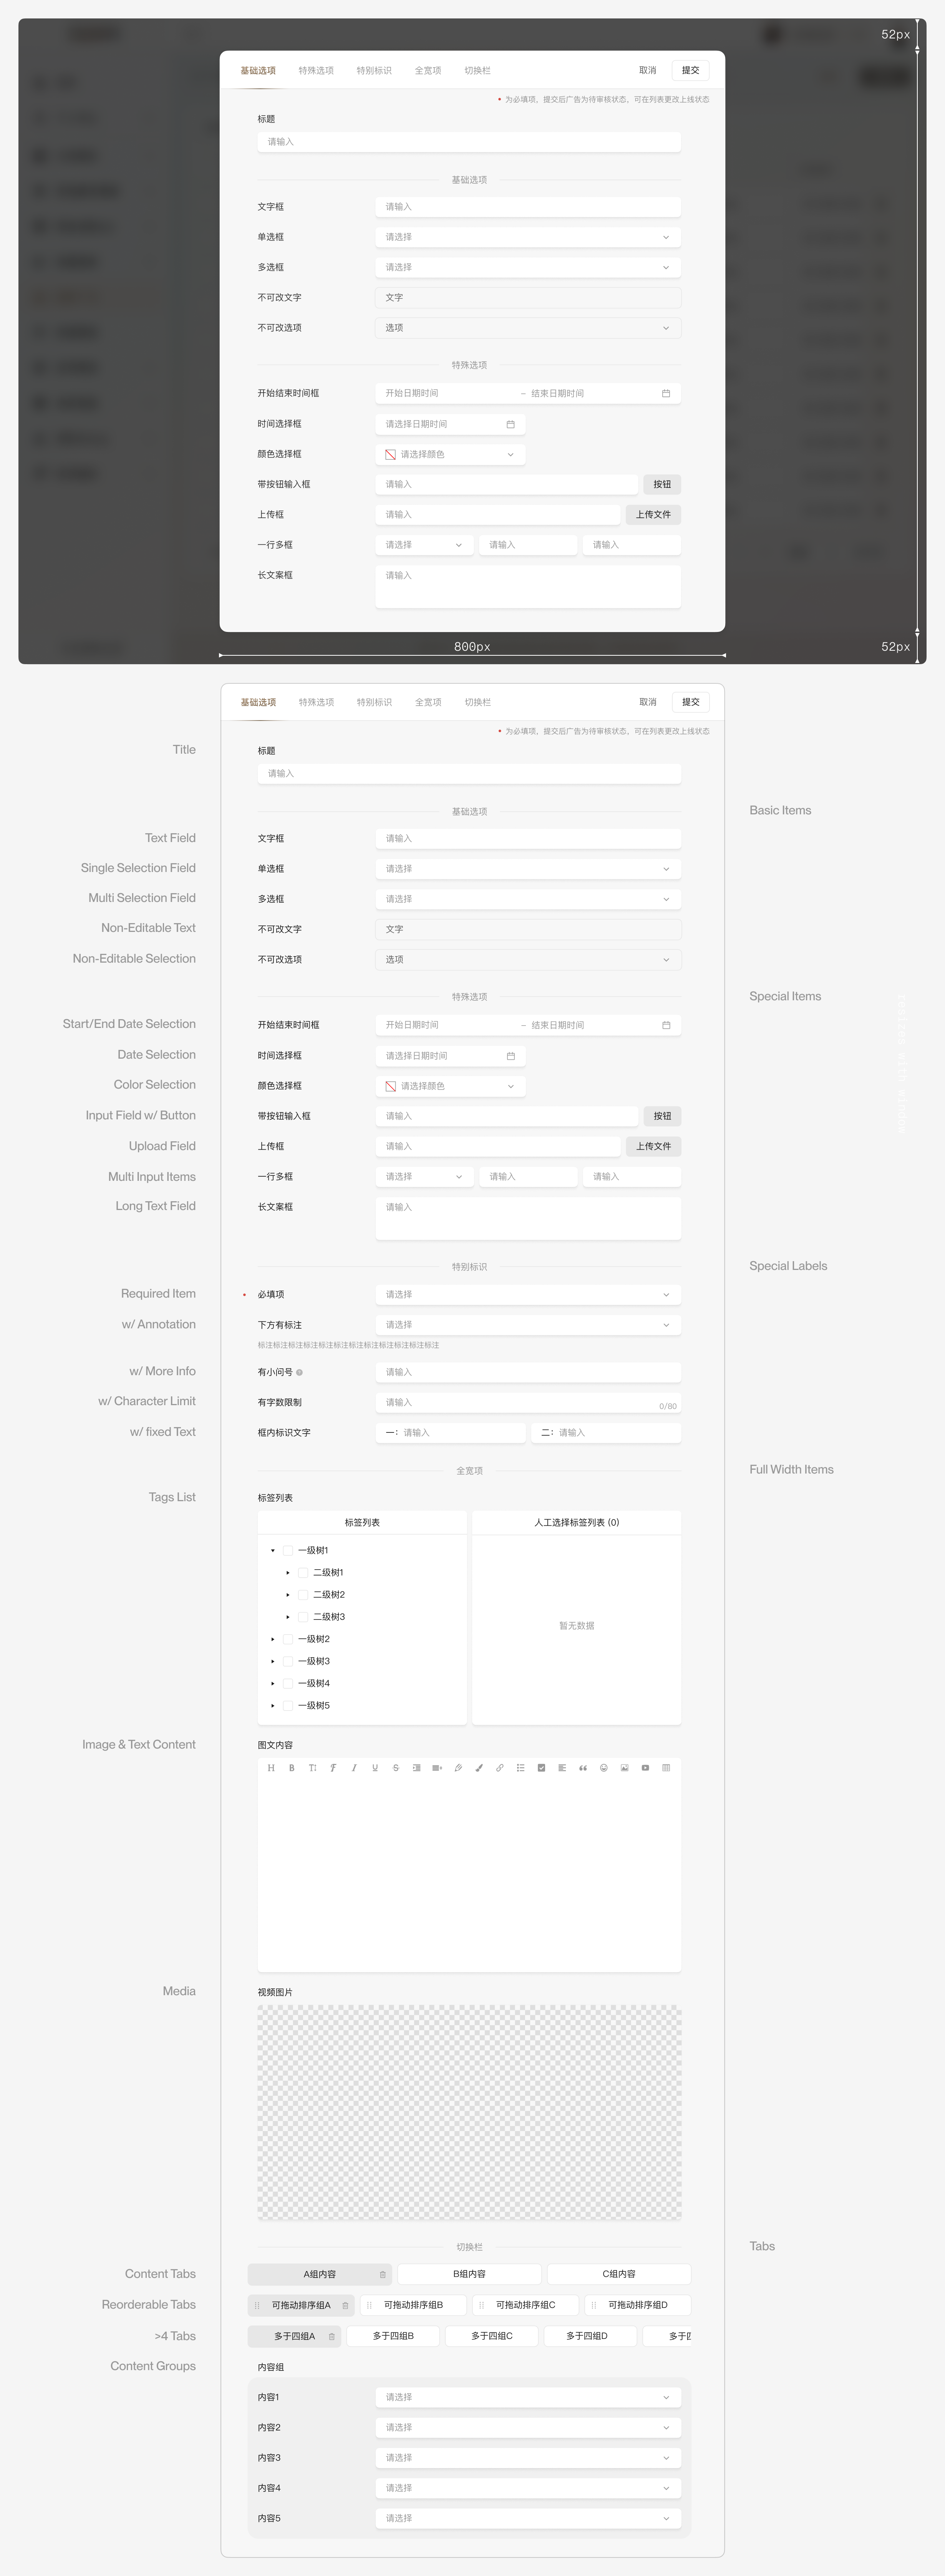 52px
基础选项 特殊选项 特别标识 全宽项 切换栏 取消 提交
• 为必填项，提交后广告为待审核状态，可在列表更改上线状态
标题
请输入
基础选项
文字框 请输入
单选框 请选择
多选框 请选择
不可改文字 文字
不可改选项 选项
特殊选项
开始结束时间框 开始日期时间 – 结束日期时间
时间选择框 请选择日期时间
颜色选择框 请选择颜色
带按钮输入框 请输入 按钮
上传框 请输入 上传文件
一行多框 请选择 请输入 请输入
长文案框 请输入
800px 52px
基础选项 特殊选项 特别标识 全宽项 切换栏 取消 提交
• 为必填项，提交后广告为待审核状态，可在列表更改上线状态
Title 标题
请输入
基础选项 Basic Items
Text Field 文字框 请输入
Single Selection Field 单选框 请选择
Multi Selection Field 多选框 请选择
Non-Editable Text 不可改文字 文字
Non-Editable Selection 不可改选项 选项
特殊选项 Special Items
Start/End Date Selection 开始结束时间框 开始日期时间 – 结束日期时间
Date Selection 时间选择框 请选择日期时间
Color Selection 颜色选择框 请选择颜色
Input Field w/ Button 带按钮输入框 请输入 按钮
Upload Field 上传框 请输入 上传文件
Multi Input Items 一行多框 请选择 请输入 请输入
Long Text Field 长文案框 请输入
特别标识 Special Labels
Required Item • 必填项 请选择
w/ Annotation 下方有标注 请选择
标注标注标注标注标注标注标注标注标注标注标注标注
w/ More Info 有小问号 请输入
w/ Character Limit 有字数限制 请输入 0/80
w/ fixed Text 框内标识文字 一： 请输入 二： 请输入
全宽项 Full Width Items
Tags List 标签列表
标签列表 人工选择标签列表 (0)
一级树1
二级树1
二级树2
二级树3
一级树2
一级树3
一级树4
一级树5
暂无数据
Image & Text Content 图文内容
Media 视频图片
切换栏 Tabs
Content Tabs A组内容 B组内容 C组内容
Reorderable Tabs 可拖动排序组A 可拖动排序组B 可拖动排序组C 可拖动排序组D
>4 Tabs 多于四组A 多于四组B 多于四组C 多于四组D 多于
Content Groups 内容组
内容1 请选择
内容2 请选择
内容3 请选择
内容4 请选择
内容5 请选择